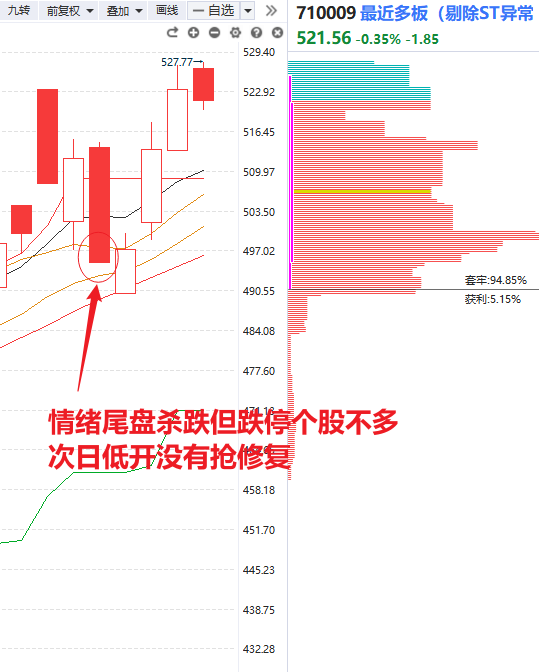 九转 前复权 叠加 画线 一自选
710009 最近多板（剔除ST异常
521.56 -0.35% -1.85
527.77→
529.40
522.92
516.45
509.97
503.50
497.02
490.55
484.08
477.60
458.18
451.70
445.23
438.75
432.28
套牢:94.85%
获利:5.15%
情绪尾盘杀跌但跌停个股不多
次日低开没有抢修复